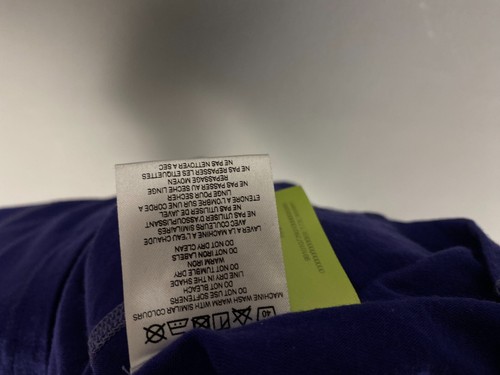 40
MACHINE WASH WARM WITH SIMILAR COLOURS
DO NOT USE SOFTENERS
DO NOT BLEACH
LINE DRY IN THE SHADE
DO NOT TUMBLE DRY
WARM IRON
DO NOT IRON LABELS
DO NOT DRY CLEAN
LAVER A LA MACHINE A L'EAU CHAUDE
AVEC COULEURS SIMILAIRES
NE PAS UTILISER D'ASSOUPLISSANT
NE PAS UTILISER DE JAVEL
ETENDRE A L'OMBRE SUR UNE CORDE A
LINGE
NE PAS PASSER AU SECHE LINGE
REPASSAGE MOYEN
NE PAS REPASSER LES ETIQUETTES
NE PAS NETTOYER A SEC